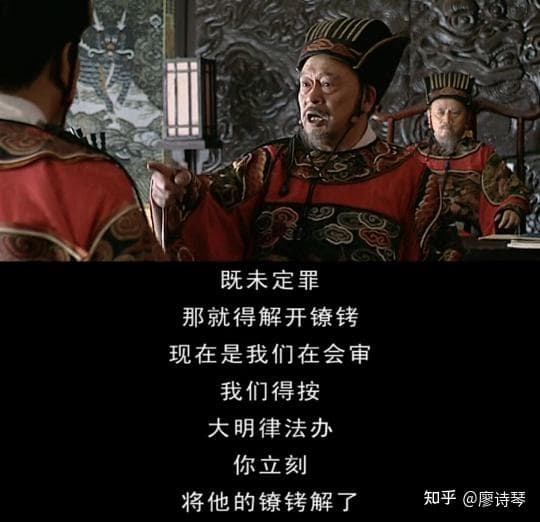 既未定罪
那就得解开镣铐
现在是我们在会审
我们得按
大明律法办
你立刻
将他的镣铐解了
知乎 @廖诗琴